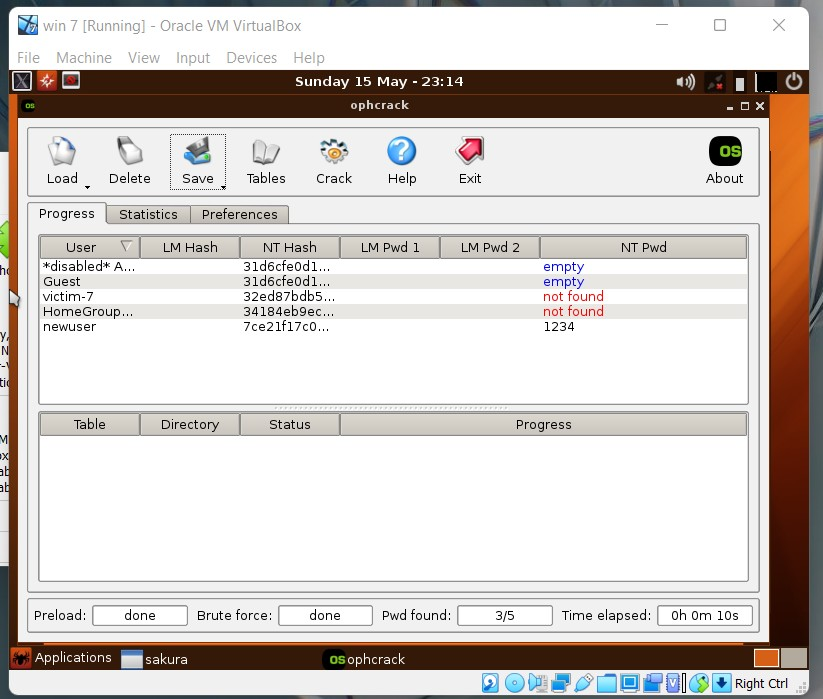 win 7 [Running] - Oracle VM VirtualBox
File Machine View Input Devices Help
Sunday 15 May - 23:14
os ophcrack
Load Delete Save Tables Crack Help Exit OS About
Progress Statistics Preferences
User LM Hash NT Hash LM Pwd 1 LM Pwd 2 NT Pwd
*disabled* A... 31d6cfe0d1... empty
Guest 31d6cfe0d1... empty
victim-7 32ed87bdb5... not found
HomeGroup... 34184eb9ec... not found
newuser 7ce21f17c0... 1234
Table Directory Status Progress
Preload: done Brute force: done Pwd found: 3/5 Time elapsed: 0h 0m 10s
Applications sakura OS ophcrack
Right Ctrl